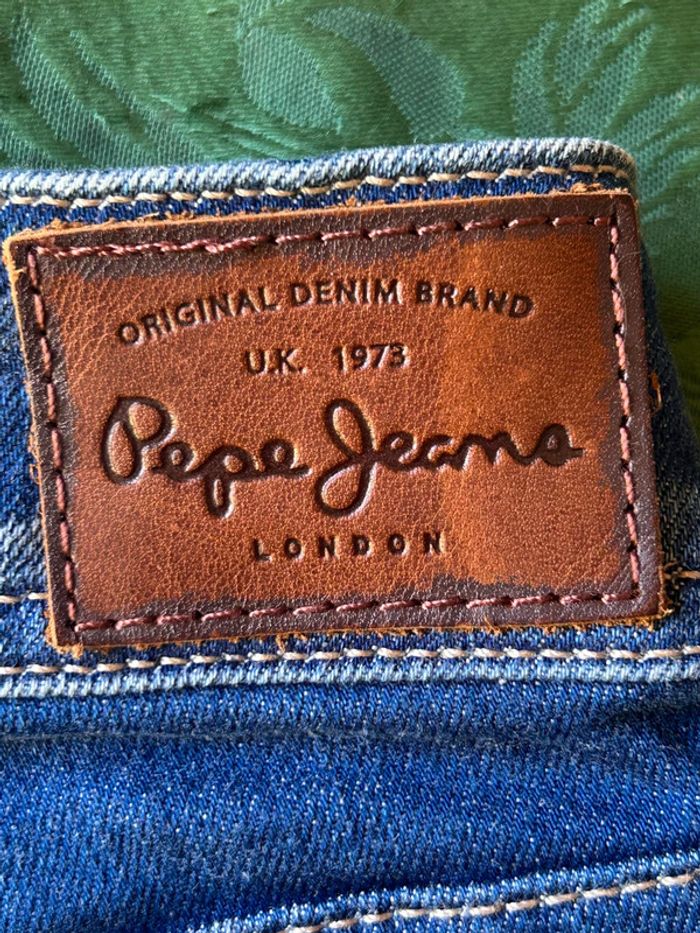 ORIGINAL DENIM BRAND
U.K. 1973
Pepe Jeans
LONDON